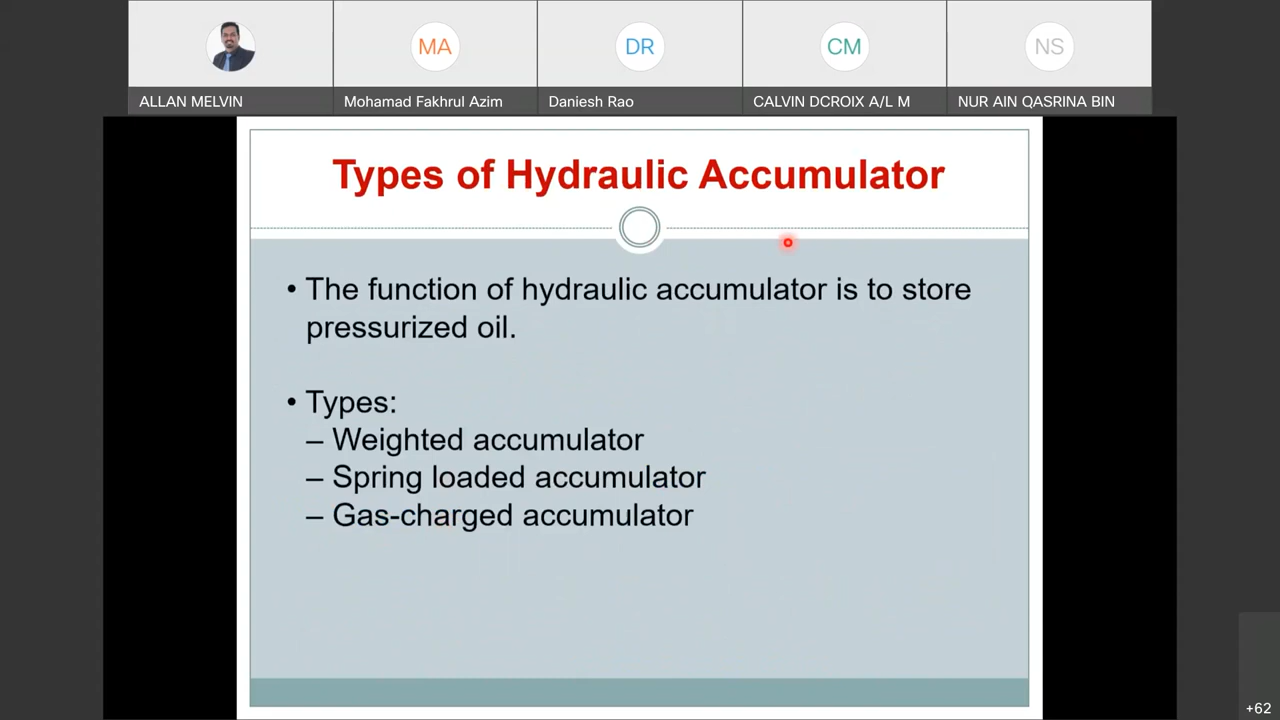 MA
DR
CM
NS
ALLAN MELVIN
Mohamad Fakhrul Azim
Daniesh Rao
CALVIN DCROIX A/L M
NUR AIN QASRINA BIN
Types of Hydraulic Accumulator
• The function of hydraulic accumulator is to store
pressurized oil.
• Types:
– Weighted accumulator
– Spring loaded accumulator
– Gas-charged accumulator
+62